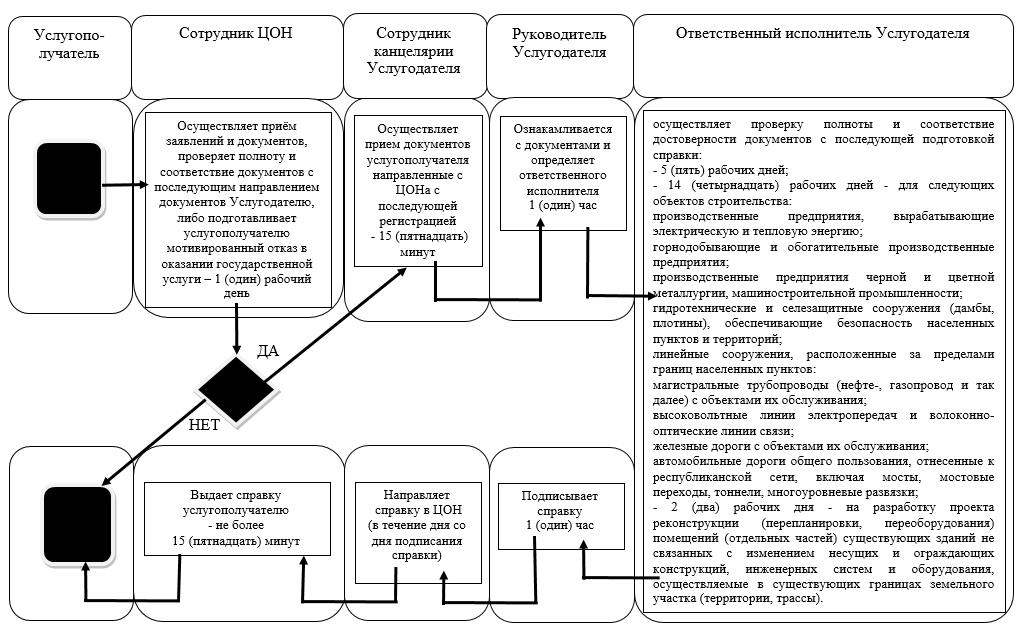 Услугопо-
лучатель
Сотрудник ЦОН
Сотрудник
канцелярии
Услугодателя
Руководитель
Услугодателя
Ответственный исполнитель Услугодателя
Осуществляет приём
заявлений и документов,
проверяет полноту и
соответствие документов с
последующим направлением
документов Услугодателю,
либо подготавливает
услугополучателю
мотивированный отказ в
оказании государственной
услуги – 1 (один) рабочий
день
Осуществляет
прием документов
услугополучателя
направленные с
ЦОНа с
последующей
регистрацией
- 15 (пятнадцать)
минут
Ознакамливается
с документами и
определяет
ответственного
исполнителя
1 (один) час
осуществляет проверку полноты и соответствие
достоверности документов с последующей подготовкой
справки:
- 5 (пять) рабочих дней;
- 14 (четырнадцать) рабочих дней - для следующих
объектов строительства:
производственные предприятия, вырабатывающие
электрическую и тепловую энергию;
горнодобывающие и обогатительные производственные
предприятия;
производственные предприятия черной и цветной
металлургии, машиностроительной промышленности;
гидротехнические и селезащитные сооружения (дамбы,
плотины), обеспечивающие безопасность населенных
пунктов и территорий;
линейные сооружения, расположенные за пределами
границ населенных пунктов:
магистральные трубопроводы (нефте-, газопровод и так
далее) с объектами их обслуживания;
высоковольтные линии электропередач и волоконно-
оптические линии связи;
железные дороги с объектами их обслуживания;
автомобильные дороги общего пользования, отнесенные к
республиканской сети, включая мосты, мостовые
переходы, тоннели, многоуровневые развязки;
- 2 (два) рабочих дня - на разработку проекта
реконструкции (перепланировки, переоборудования)
помещений (отдельных частей) существующих зданий не
связанных с изменением несущих и ограждающих
конструкций, инженерных систем и оборудования,
осуществляемые в существующих границах земельного
участка (территории, трассы).
ДА
НЕТ
Выдает справку
услугополучателю
- не более
15 (пятнадцать) минут
Направляет
справку в ЦОН
(в течение дня со
дня подписания
справки)
Подписывает
справку
1 (один) час